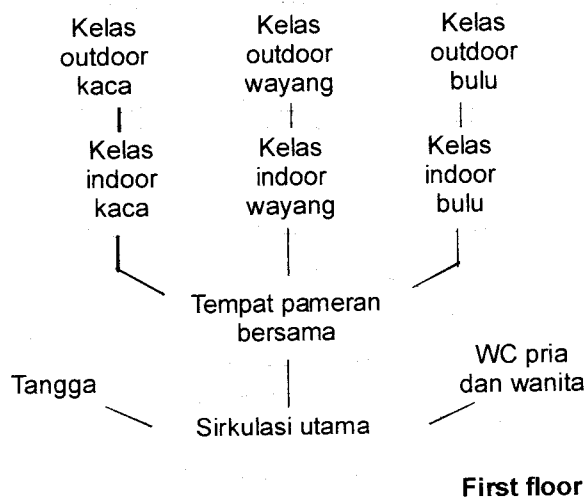 Kelas
outdoor
kaca
Kelas
outdoor
wayang
Kelas
outdoor
bulu
Kelas
indoor
kaca
Kelas
indoor
wayang
Kelas
indoor
bulu
Tempat pameran
bersama
Tangga
WC pria
dan wanita
Sirkulasi utama
First floor